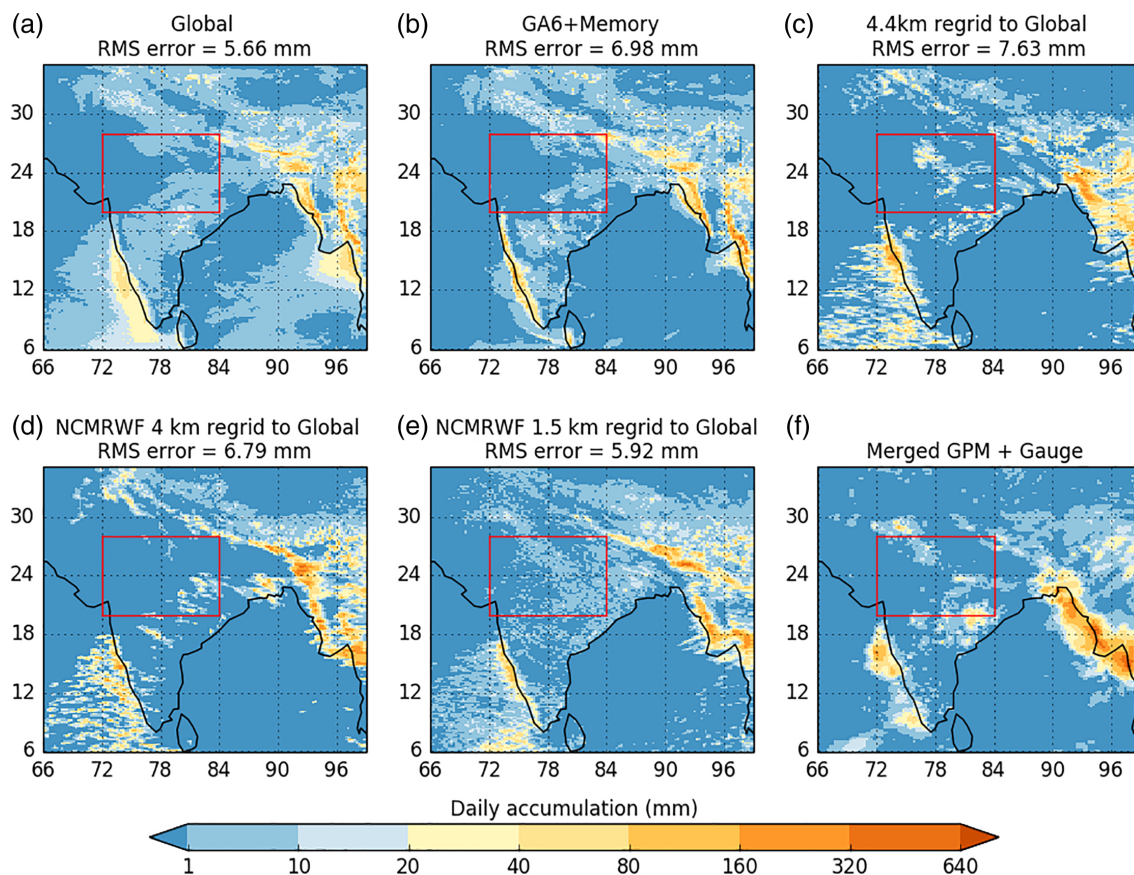 (a) Global
RMS error = 5.66 mm
(b) GA6+Memory
RMS error = 6.98 mm
(c) 4.4km regrid to Global
RMS error = 7.63 mm
30
24
18
12
6
66 72 78 84 90 96
30
24
18
12
6
66 72 78 84 90 96
30
24
18
12
6
66 72 78 84 90 96
(d) NCMRWF 4 km regrid to Global
RMS error = 6.79 mm
(e) NCMRWF 1.5 km regrid to Global
RMS error = 5.92 mm
(f) Merged GPM + Gauge
30
24
18
12
6
66 72 78 84 90 96
30
24
18
12
6
66 72 78 84 90 96
30
24
18
12
6
66 72 78 84 90 96
Daily accumulation (mm)
1 10 20 40 80 160 320 640